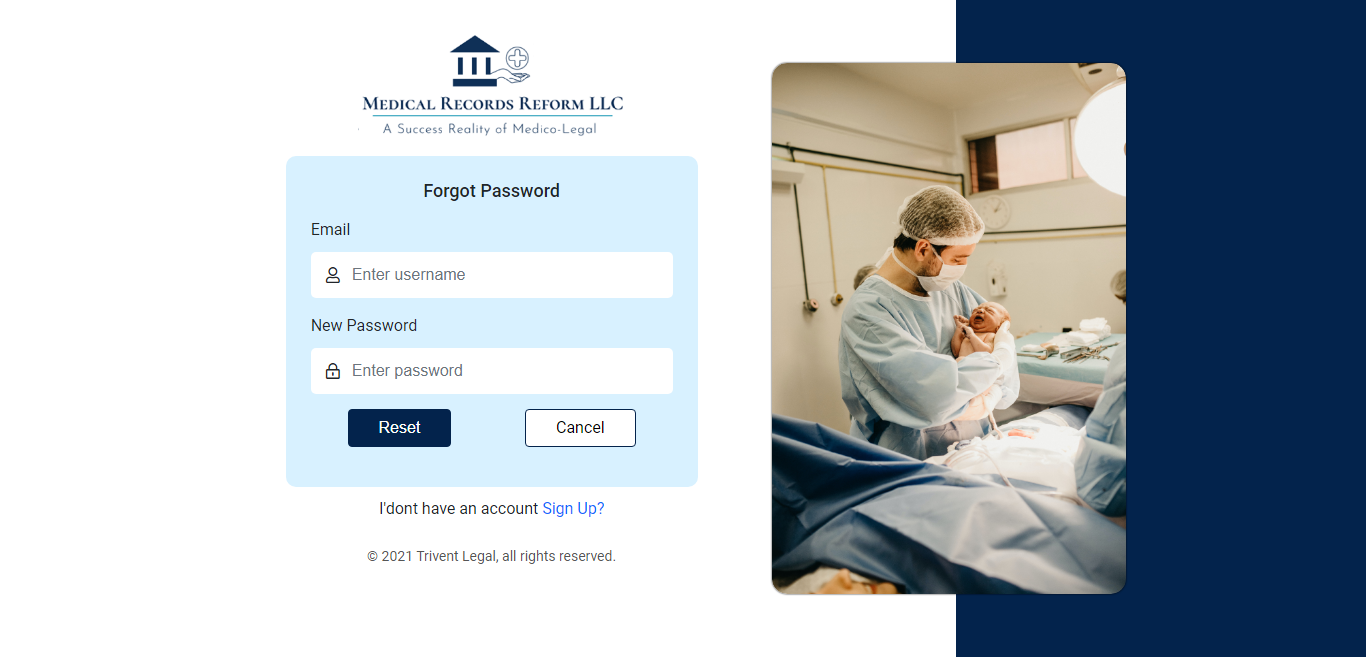 MEDICAL RECORDS REFORM LLC
A Success Reality of Medico-Legal
Forgot Password
Email
Enter username
New Password
Enter password
Reset Cancel
I'dont have an account Sign Up?
© 2021 Trivent Legal, all rights reserved.